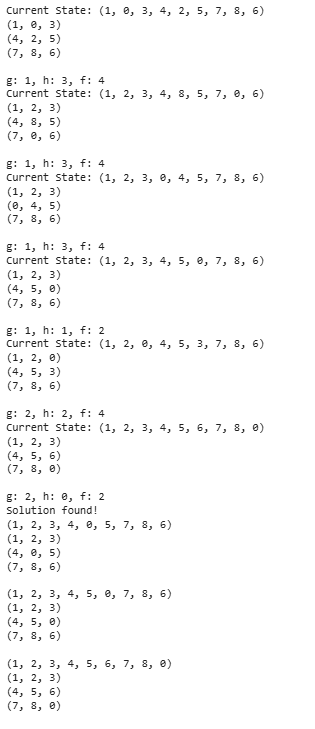 Current State: (1, 0, 3, 4, 2, 5, 7, 8, 6)
(1, 0, 3)
(4, 2, 5)
(7, 8, 6)
g: 1, h: 3, f: 4
Current State: (1, 2, 3, 4, 8, 5, 7, 0, 6)
(1, 2, 3)
(4, 8, 5)
(7, 0, 6)
g: 1, h: 3, f: 4
Current State: (1, 2, 3, 0, 4, 5, 7, 8, 6)
(1, 2, 3)
(0, 4, 5)
(7, 8, 6)
g: 1, h: 3, f: 4
Current State: (1, 2, 3, 4, 5, 0, 7, 8, 6)
(1, 2, 3)
(4, 5, 0)
(7, 8, 6)
g: 1, h: 1, f: 2
Current State: (1, 2, 0, 4, 5, 3, 7, 8, 6)
(1, 2, 0)
(4, 5, 3)
(7, 8, 6)
g: 2, h: 2, f: 4
Current State: (1, 2, 3, 4, 5, 6, 7, 8, 0)
(1, 2, 3)
(4, 5, 6)
(7, 8, 0)
g: 2, h: 0, f: 2
Solution found!
(1, 2, 3, 4, 0, 5, 7, 8, 6)
(1, 2, 3)
(4, 0, 5)
(7, 8, 6)
(1, 2, 3, 4, 5, 0, 7, 8, 6)
(1, 2, 3)
(4, 5, 0)
(7, 8, 6)
(1, 2, 3, 4, 5, 6, 7, 8, 0)
(1, 2, 3)
(4, 5, 6)
(7, 8, 0)